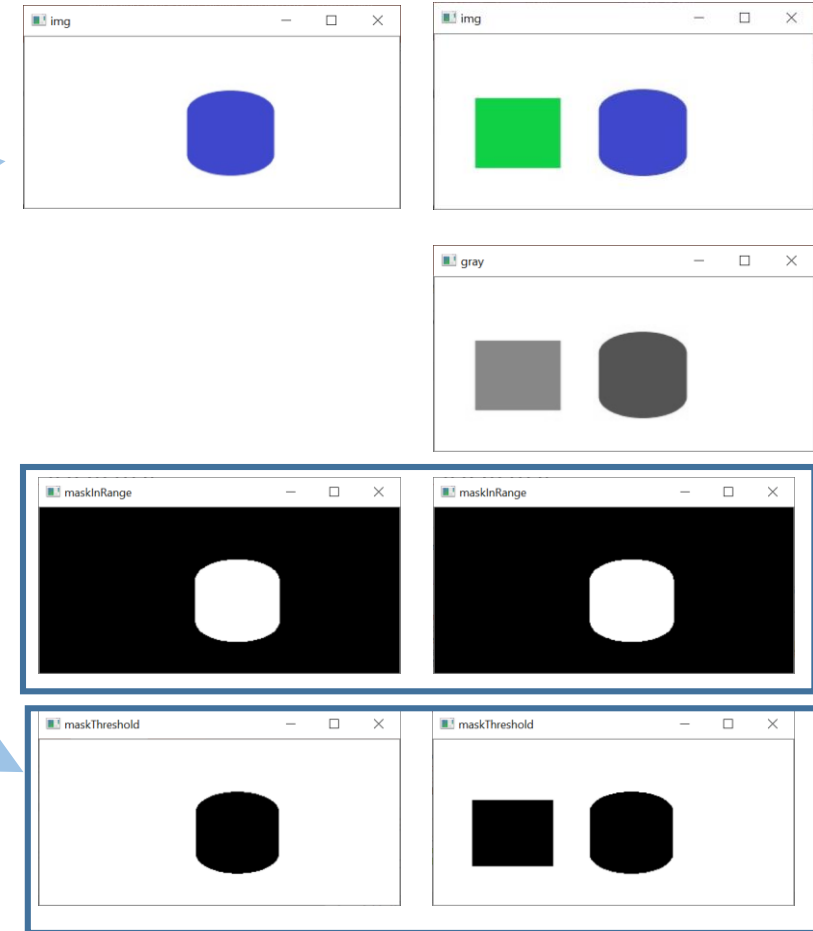 img
img
gray
maskInRange
maskInRange
maskThreshold
maskThreshold